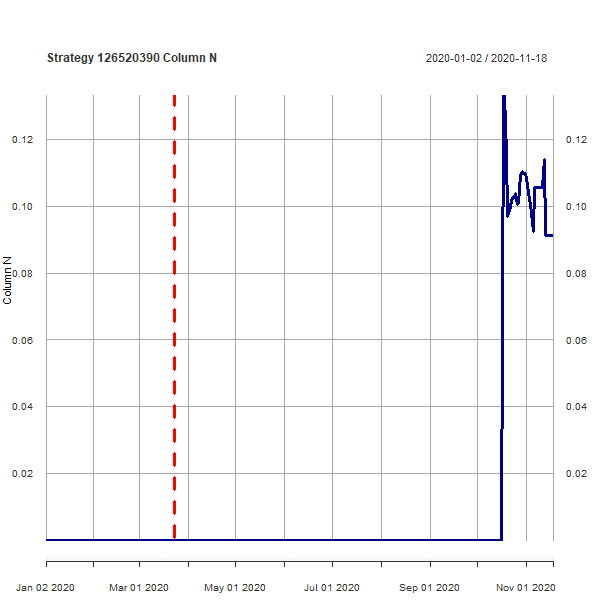 Strategy 126520390 Column N
2020-01-02 / 2020-11-18
0.12
0.12
0.10
0.10
Column N
0.08
0.08
0.06
0.06
0.04
0.04
0.02
0.02
Jan 02 2020
Mar 01 2020
May 01 2020
Jul 01 2020
Sep 01 2020
Nov 01 2020